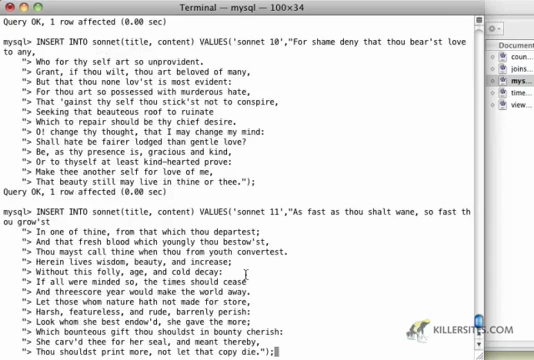 Terminal — mysql — 100×34
Query OK, 1 row affected (0.00 sec)
mysql> INSERT INTO sonnet(title, content) VALUES('sonnet 10',"For shame deny that thou bear'st love
to any,
"> Who for thy self art so unprovident.
"> Grant, if thou wilt, thou art beloved of many,
"> But that thou none lov'st is most evident:
"> For thou art so possessed with murderous hate,
"> That 'gainst thy self thou stick'st not to conspire,
"> Seeking that beauteous roof to ruinate
"> Which to repair should be thy chief desire.
"> O! change thy thought, that I may change my mind:
"> Shall hate be fairer lodged than gentle love?
"> Be, as thy presence is, gracious and kind,
"> Or to thyself at least kind-hearted prove:
"> Make thee another self for love of me,
"> That beauty still may live in thine or thee.");
Query OK, 1 row affected (0.00 sec)
mysql> INSERT INTO sonnet(title, content) VALUES('sonnet 11',"As fast as thou shalt wane, so fast th
ou grow'st
"> In one of thine, from that which thou departest;
"> And that fresh blood which youngly thou bestow'st,
"> Thou mayst call thine when thou from youth convertest.
"> Herein lives wisdom, beauty, and increase;
"> Without this folly, age, and cold decay:
"> If all were minded so, the times should cease
"> And threescore year would make the world away.
"> Let those whom nature hath not made for store,
"> Harsh, featureless, and rude, barrenly perish:
"> Look whom she best endow'd, she gave the more;
"> Which bounteous gift thou shouldst in bounty cherish:
"> She carv'd thee for her seal, and meant thereby,
"> Thou shouldst print more, not let that copy die.");
Document
coun...
joins...
mys...
time...
view...
KILLERSITES.COM